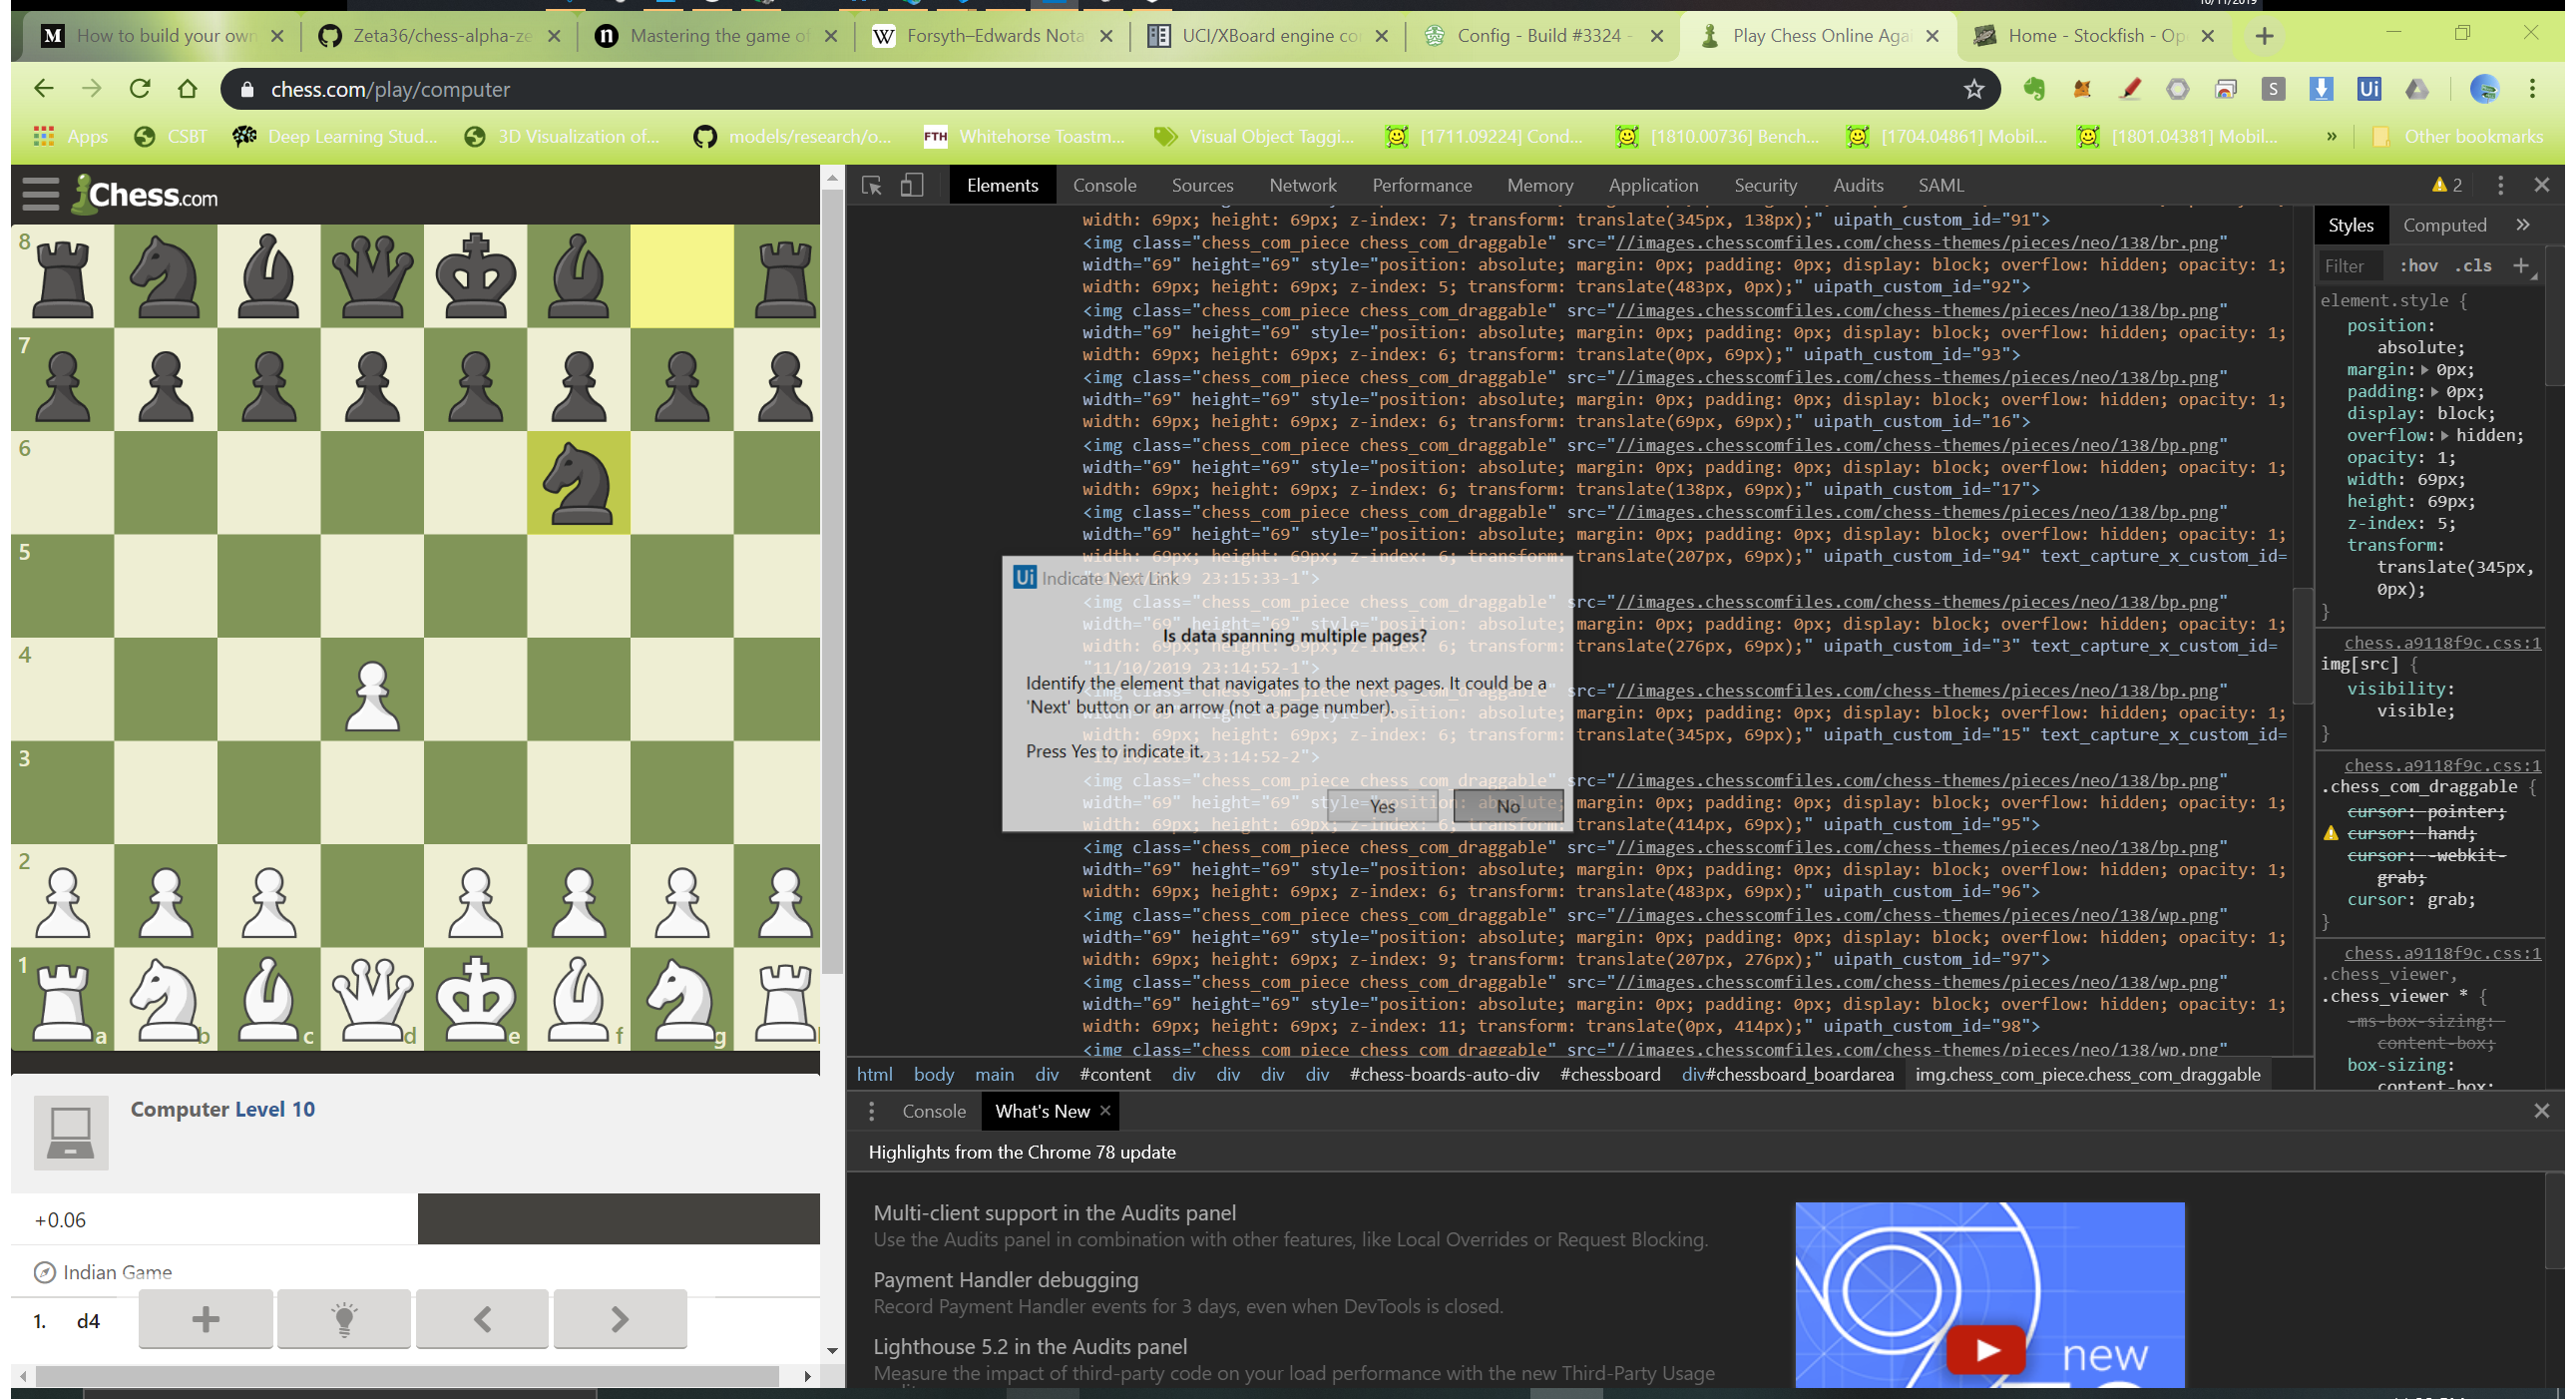 10/11/2019
How to build your own
Zeta36/chess-alpha-ze
Mastering the game of
Forsyth–Edwards Nota
UCI/XBoard engine co
Config - Build #3324 -
Play Chess Online Aga
Home - Stockfish - Op
chess.com/play/computer
Apps
CSBT
Deep Learning Stud...
3D Visualization of...
models/research/o...
FTH Whitehorse Toastm...
Visual Object Taggi...
[1711.09224] Cond...
[1810.00736] Bench...
[1704.04861] Mobil...
[1801.04381] Mobil...
»
Other bookmarks
Chess.com
8
7
6
5
4
3
2
1
a b c d e f g
Computer Level 10
+0.06
Indian Game
1. d4
Elements Console Sources Network Performance Memory Application Security Audits SAML
2
width: 69px; height: 69px; z-index: 7; transform: translate(345px, 138px);" uipath_custom_id="91">
<img class="chess_com_piece chess_com_draggable" src="//images.chesscomfiles.com/chess-themes/pieces/neo/138/br.png"
width="69" height="69" style="position: absolute; margin: 0px; padding: 0px; display: block; overflow: hidden; opacity: 1;
width: 69px; height: 69px; z-index: 5; transform: translate(483px, 0px);" uipath_custom_id="92">
<img class="chess_com_piece chess_com_draggable" src="//images.chesscomfiles.com/chess-themes/pieces/neo/138/bp.png"
width="69" height="69" style="position: absolute; margin: 0px; padding: 0px; display: block; overflow: hidden; opacity: 1;
width: 69px; height: 69px; z-index: 6; transform: translate(0px, 69px);" uipath_custom_id="93">
<img class="chess_com_piece chess_com_draggable" src="//images.chesscomfiles.com/chess-themes/pieces/neo/138/bp.png"
width="69" height="69" style="position: absolute; margin: 0px; padding: 0px; display: block; overflow: hidden; opacity: 1;
width: 69px; height: 69px; z-index: 6; transform: translate(69px, 69px);" uipath_custom_id="16">
<img class="chess_com_piece chess_com_draggable" src="//images.chesscomfiles.com/chess-themes/pieces/neo/138/bp.png"
width="69" height="69" style="position: absolute; margin: 0px; padding: 0px; display: block; overflow: hidden; opacity: 1;
width: 69px; height: 69px; z-index: 6; transform: translate(138px, 69px);" uipath_custom_id="17">
<img class="chess_com_piece chess_com_draggable" src="//images.chesscomfiles.com/chess-themes/pieces/neo/138/bp.png"
width="69" height="69" style="position: absolute; margin: 0px; padding: 0px; display: block; overflow: hidden; opacity: 1;
width: 69px; height: 69px; z-index: 6; transform: translate(207px, 69px);" uipath_custom_id="94" text_capture_x_custom_id=
2019 23:15:33-1">
<img class="chess_com_piece chess_com_draggable" src="//images.chesscomfiles.com/chess-themes/pieces/neo/138/bp.png"
width="69" height="69" style="position: absolute; margin: 0px; padding: 0px; display: block; overflow: hidden; opacity: 1;
width: 69px; height: 69px; z-index: 6; transform: translate(276px, 69px);" uipath_custom_id="3" text_capture_x_custom_id=
"11/10/2019 23:14:52-1">
src="//images.chesscomfiles.com/chess-themes/pieces/neo/138/bp.png"
margin: 0px; padding: 0px; display: block; overflow: hidden; opacity: 1;
width: 69px; height: 69px; z-index: 6; transform: translate(345px, 69px);" uipath_custom_id="15" text_capture_x_custom_id=
"11/10/2019 23:14:52-2">
<img class="chess_com_piece chess_com_draggable" src="//images.chesscomfiles.com/chess-themes/pieces/neo/138/bp.png"
width="69" height="69" style="position: absolute; margin: 0px; padding: 0px; display: block; overflow: hidden; opacity: 1;
width: 69px; height: 69px; z-index: 6; transform: translate(414px, 69px);" uipath_custom_id="95">
<img class="chess_com_piece chess_com_draggable" src="//images.chesscomfiles.com/chess-themes/pieces/neo/138/bp.png"
width="69" height="69" style="position: absolute; margin: 0px; padding: 0px; display: block; overflow: hidden; opacity: 1;
width: 69px; height: 69px; z-index: 6; transform: translate(483px, 69px);" uipath_custom_id="96">
<img class="chess_com_piece chess_com_draggable" src="//images.chesscomfiles.com/chess-themes/pieces/neo/138/wp.png"
width="69" height="69" style="position: absolute; margin: 0px; padding: 0px; display: block; overflow: hidden; opacity: 1;
width: 69px; height: 69px; z-index: 9; transform: translate(207px, 276px);" uipath_custom_id="97">
<img class="chess_com_piece chess_com_draggable" src="//images.chesscomfiles.com/chess-themes/pieces/neo/138/wp.png"
width="69" height="69" style="position: absolute; margin: 0px; padding: 0px; display: block; overflow: hidden; opacity: 1;
width: 69px; height: 69px; z-index: 11; transform: translate(0px, 414px);" uipath_custom_id="98">
<img class="chess_com_piece chess_com_draggable" src="//images.chesscomfiles.com/chess-themes/pieces/neo/138/wp.png"
Ui Indicate Next Link
Is data spanning multiple pages?
Identify the element that navigates to the next pages. It could be a
'Next' button or an arrow (not a page number).
Press Yes to indicate it.
Yes No
html body main div #content div div div div #chess-boards-auto-div #chessboard div#chessboard_boardarea img.chess_com_piece.chess_com_draggable
Styles Computed »
Filter :hov .cls +
element.style {
position:
absolute;
margin: 0px;
padding: 0px;
display: block;
overflow: hidden;
opacity: 1;
width: 69px;
height: 69px;
z-index: 5;
transform:
translate(345px,
0px);
}
chess.a9118f9c.css:1
img[src] {
visibility:
visible;
}
chess.a9118f9c.css:1
.chess_com_draggable {
cursor: pointer;
cursor: hand;
cursor: -webkit-
grab;
cursor: grab;
}
chess.a9118f9c.css:1
.chess_viewer,
.chess_viewer * {
-ms-box-sizing:
content-box;
box-sizing:
content-box;
Console What's New
Highlights from the Chrome 78 update
Multi-client support in the Audits panel
Use the Audits panel in combination with other features, like Local Overrides or Request Blocking.
Payment Handler debugging
Record Payment Handler events for 3 days, even when DevTools is closed.
Lighthouse 5.2 in the Audits panel
Measure the impact of third-party code on your load performance with the new Third-Party Usage
new